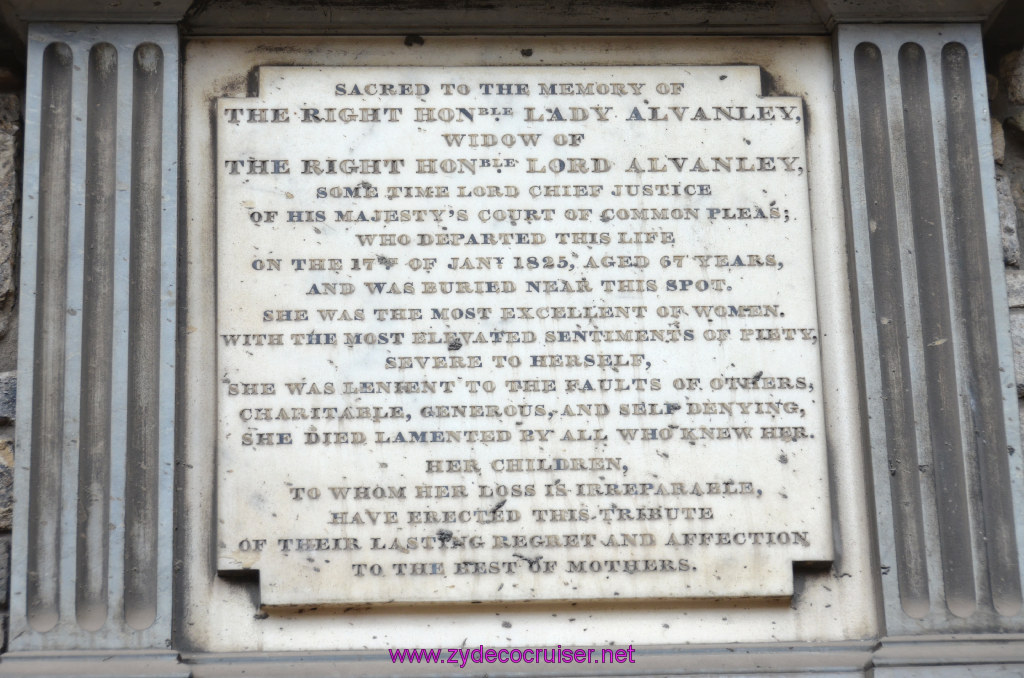 SACRED TO THE MEMORY OF
THE RIGHT HONBLE. LADY ALVANLEY,
WIDOW OF
THE RIGHT HONBLE. LORD ALVANLEY,
SOME TIME LORD CHIEF JUSTICE
OF HIS MAJESTY'S COURT OF COMMON PLEAS;
WHO DEPARTED THIS LIFE
ON THE 17TH OF JANY. 1825, AGED 67 YEARS,
AND WAS BURIED NEAR THIS SPOT.
SHE WAS THE MOST EXCELLENT OF WOMEN.
WITH THE MOST ELEVATED SENTIMENTS OF PIETY,
SEVERE TO HERSELF,
SHE WAS LENIENT TO THE FAULTS OF OTHERS,
CHARITABLE, GENEROUS, AND SELF DENYING,
SHE DIED LAMENTED BY ALL WHO KNEW HER.
HER CHILDREN,
TO WHOM HER LOSS IS IRREPARABLE,
HAVE ERECTED THIS TRIBUTE
OF THEIR LASTING REGRET AND AFFECTION
TO THE BEST OF MOTHERS.
www.zydecocruiser.net